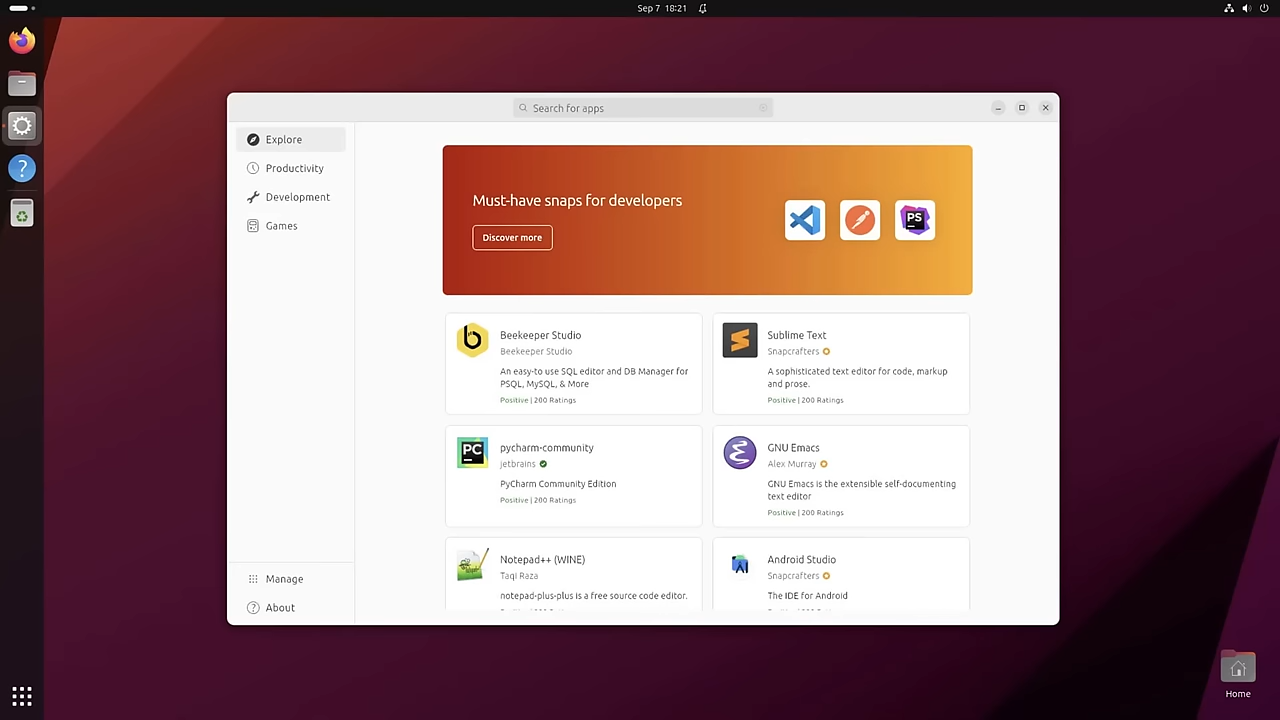 Sep 7 18:21
Search for apps
Explore
Productivity
Development
Games
Manage
About
Must-have snaps for developers
Discover more
PS
Beekeeper Studio
Beekeeper Studio
An easy-to use SQL editor and DB Manager for
PSQL, MySQL, & More
Positive | 200 Ratings
Sublime Text
Snapcrafters
A sophisticated text editor for code, markup
and prose.
Positive | 200 Ratings
PC
pycharm-community
jetbrains
PyCharm Community Edition
Positive | 200 Ratings
GNU Emacs
Alex Murray
GNU Emacs is the extensible self-documenting
text editor
Positive | 200 Ratings
Notepad++ (WINE)
Taqi Raza
notepad-plus-plus is a free source code editor.
Android Studio
Snapcrafters
The IDE for Android
Home